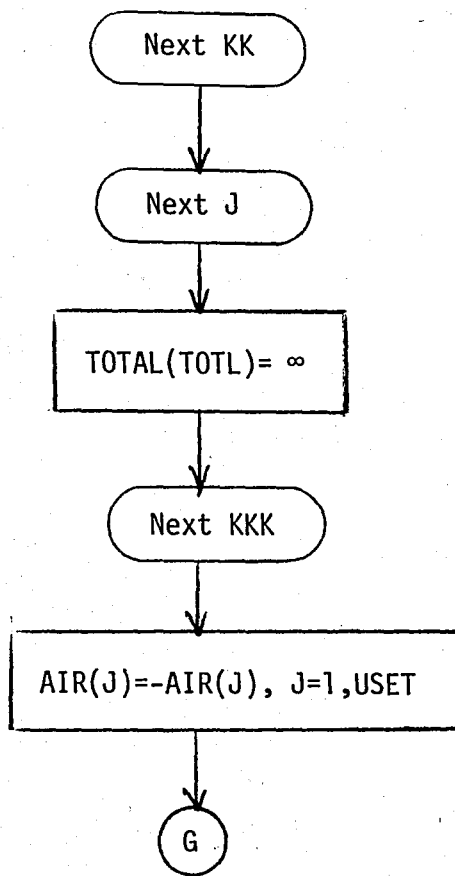 Next KK
Next J
TOTAL(TOTL)= ∞
Next KKK
AIR(J)=-AIR(J), J=1,USET
G